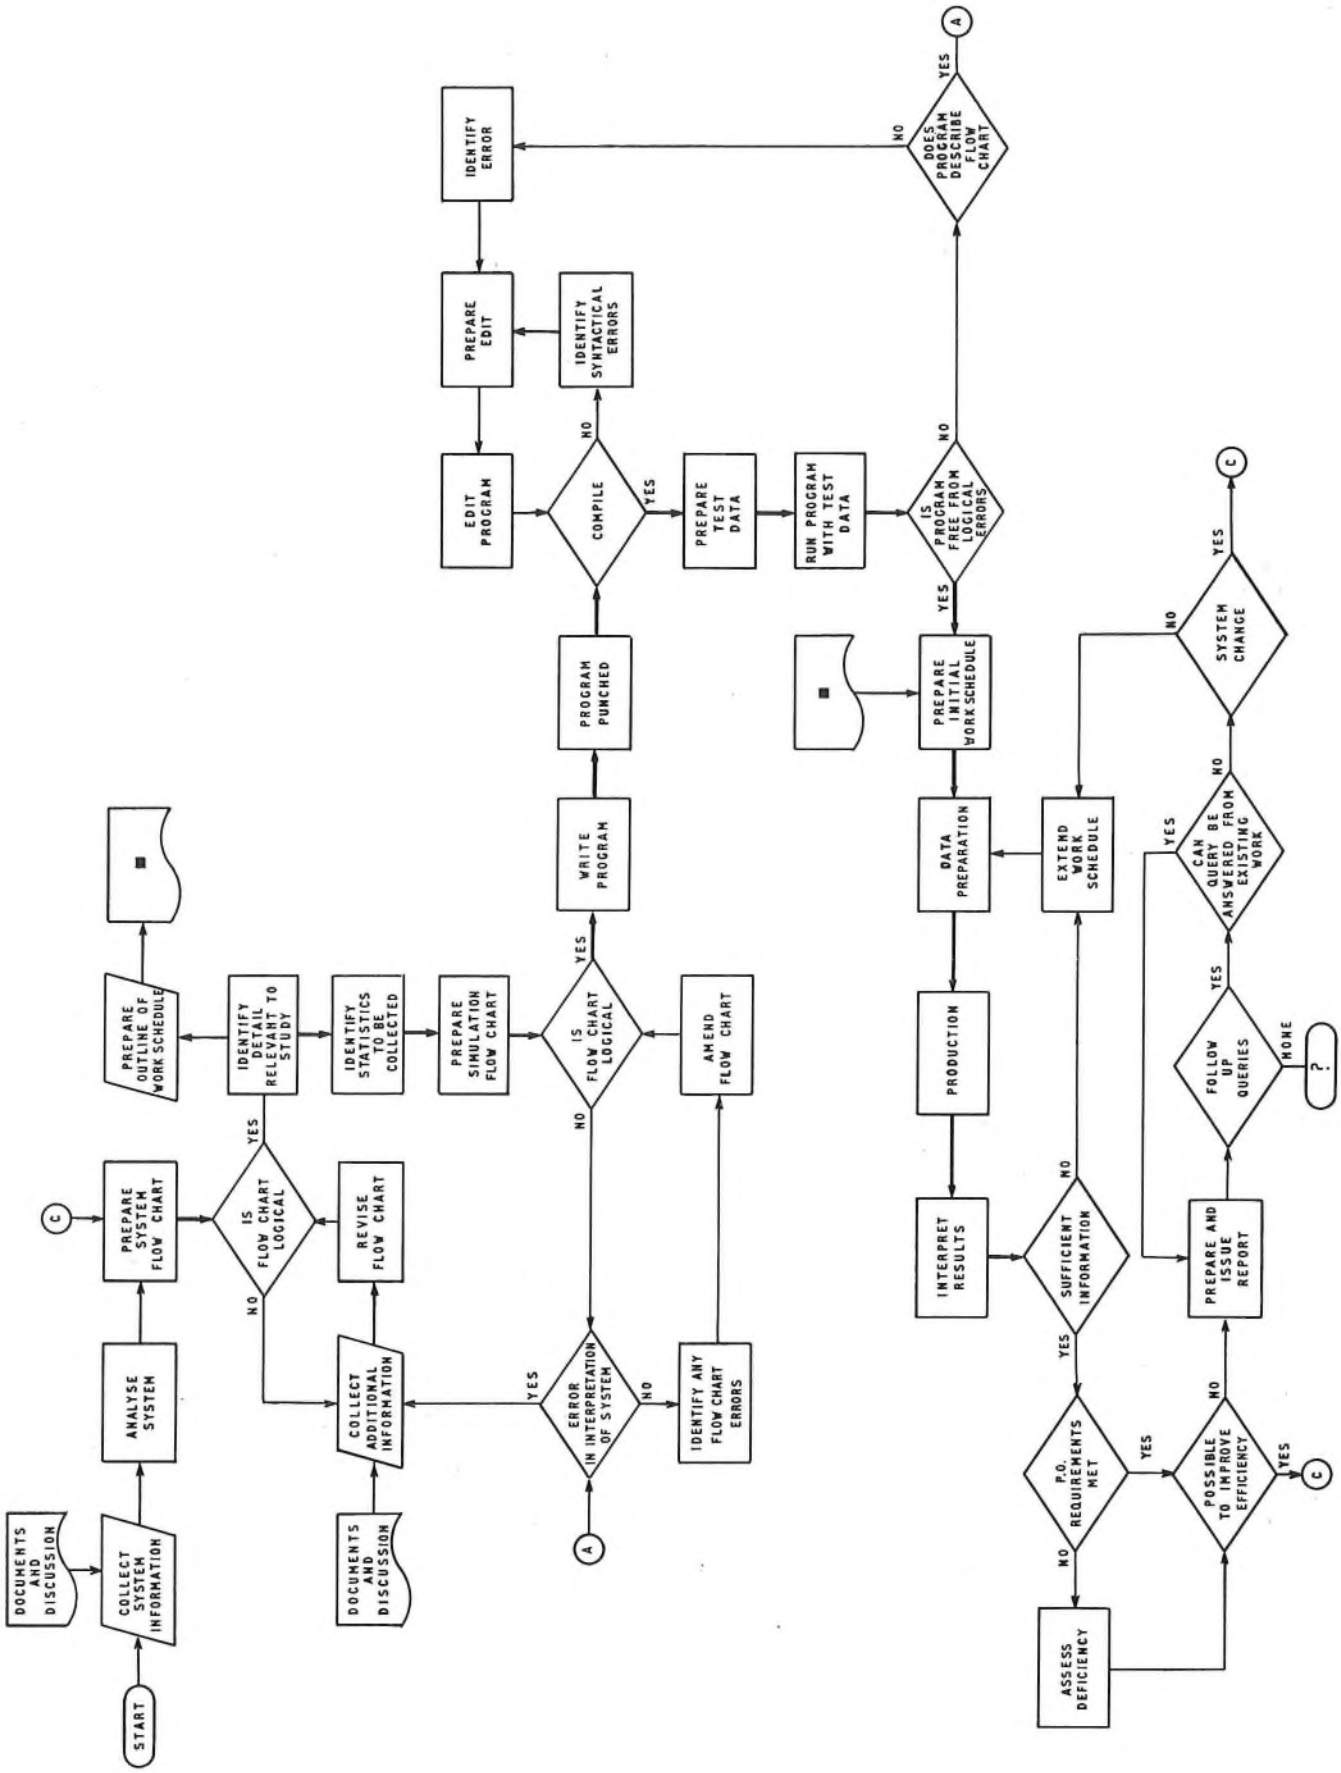 START
DOCUMENTS
AND
DISCUSSION
COLLECT
SYSTEM
INFORMATION
ANALYSE
SYSTEM
C
PREPARE
SYSTEM
FLOW CHART
IS
FLOW CHART
LOGICAL
YES
NO
PREPARE
OUTLINE OF
WORK SCHEDULE
IDENTIFY
DETAIL
RELEVANT TO
STUDY
IDENTIFY
STATISTICS
TO BE
COLLECTED
PREPARE
SIMULATION
FLOW CHART
DOCUMENTS
AND
DISCUSSION
COLLECT
ADDITIONAL
INFORMATION
REVISE
FLOW CHART
A
ERROR
IN INTERPRETATION
OF SYSTEM
YES
NO
IDENTIFY ANY
FLOW CHART
ERRORS
AMEND
FLOW CHART
IS
FLOW CHART
LOGICAL
NO
YES
WRITE
PROGRAM
PROGRAM
PUNCHED
COMPILE
NO
YES
IDENTIFY
SYNTACTICAL
ERRORS
EDIT
PROGRAM
PREPARE
EDIT
IDENTIFY
ERROR
PREPARE
TEST
DATA
RUN PROGRAM
WITH TEST
DATA
IS
PROGRAM
FREE FROM
LOGICAL
ERRORS
YES
NO
DOES
PROGRAM
DESCRIBE
FLOW
CHART
NO
YES
A
PREPARE
INITIAL
WORK SCHEDULE
DATA
PREPARATION
PRODUCTION
INTERPRET
RESULTS
SUFFICIENT
INFORMATION
NO
YES
EXTEND
WORK
SCHEDULE
P.O.
REQUIREMENTS
MET
NO
YES
ASSESS
DEFICIENCY
POSSIBLE
TO IMPROVE
EFFICIENCY
NO
YES
C
PREPARE AND
ISSUE
REPORT
FOLLOW
UP
QUERIES
YES
NONE
?
CAN
QUERY BE
ANSWERED FROM
EXISTING
WORK
YES
NO
SYSTEM
CHANGE
NO
YES
C